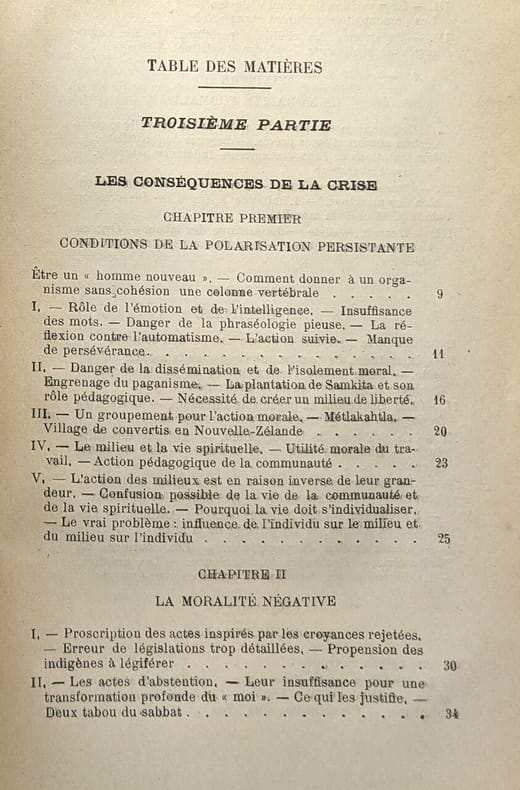 TABLE DES MATIÈRES
TROISIÈME PARTIE
LES CONSÉQUENCES DE LA CRISE
CHAPITRE PREMIER
CONDITIONS DE LA POLARISATION PERSISTANTE
Être un « homme nouveau ». — Comment donner à un orga-
nisme sans cohésion une colonne vertébrale . . . . . 9
I. — Rôle de l'émotion et de l'intelligence. — Insuffisance
des mots. — Danger de la phraséologie pieuse. — La ré-
flexion contre l'automatisme. — L'action suivie. — Manque
de persévérance. . . . . . . . . . . . . . 11
II. — Danger de la dissémination et de l'isolement moral. —
Engrenage du paganisme. — La plantation de Samkita et son
rôle pédagogique. — Nécessité de créer un milieu de liberté. 16
III. — Un groupement pour l'action morale. — Métlakahtla. —
Village de convertis en Nouvelle-Zélande . . . . . . 20
IV. — Le milieu et la vie spirituelle. — Utilité morale du tra-
vail. — Action pédagogique de la communauté . . . . . 23
V. — L'action des milieux est en raison inverse de leur gran-
deur. — Confusion possible de la vie de la communauté et
de la vie spirituelle. — Pourquoi la vie doit s'individualiser.
— Le vrai problème : influence de l'individu sur le milieu et
du milieu sur l'individu . . . . . . . . . . . 25
CHAPITRE II
LA MORALITÉ NÉGATIVE
I. — Proscription des actes inspirés par les croyances rejetées.
— Erreur de législations trop détaillées. — Propension des
indigènes à légiférer . . . . . . . . . . . . 30
II. — Les actes d'abstention. — Leur insuffisance pour une
transformation profonde du « moi ». — Ce qui les justifie. —
Deux tabou du sabbat . . . . . . . . . . . . 34